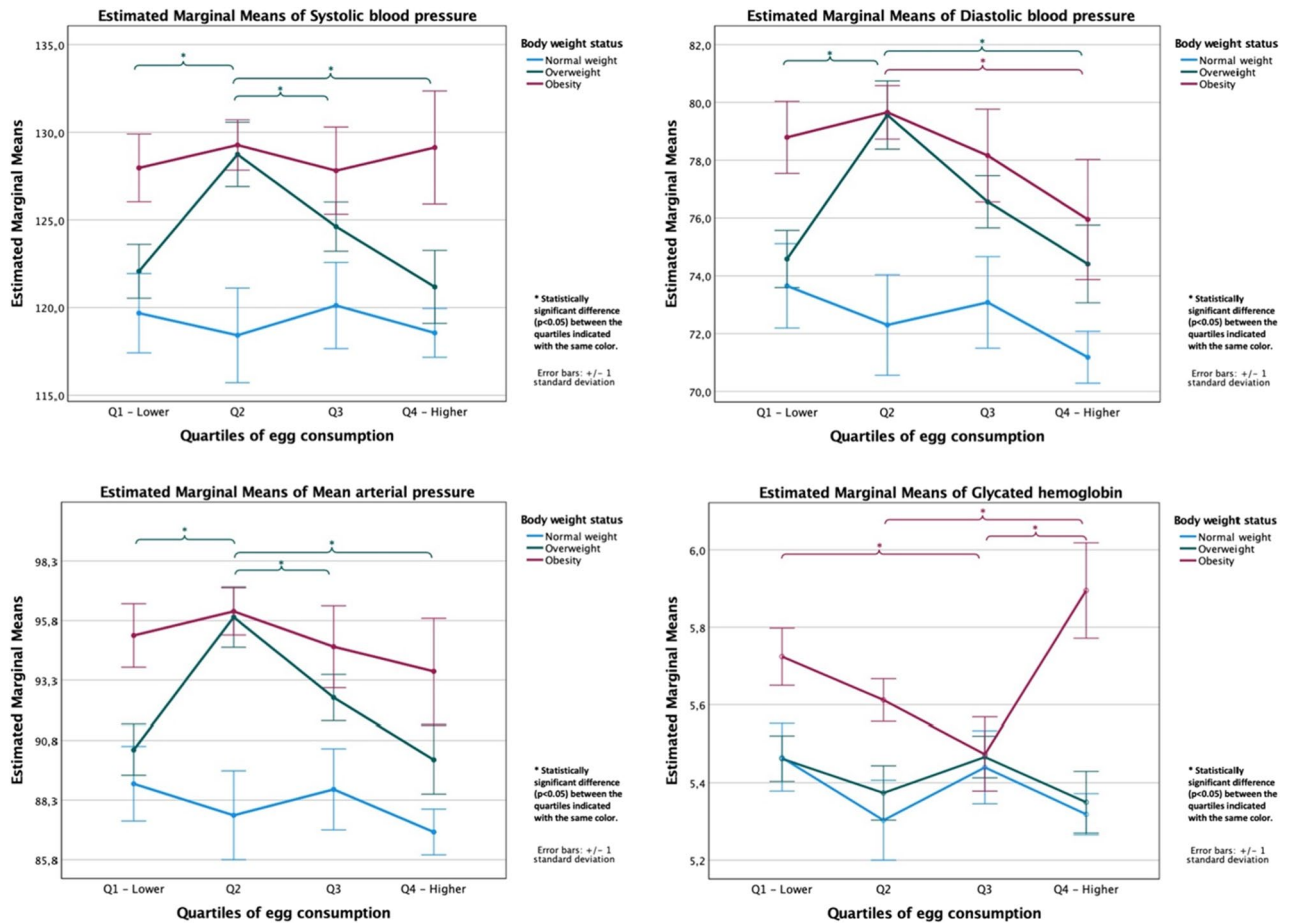 Estimated Marginal Means of Systolic blood pressure
Estimated Marginal Means
135,0
130,0
125,0
120,0
115,0
*
*
*
Q1 – Lower
Q2
Q3
Q4 – Higher
Quartiles of egg consumption
Body weight status
Normal weight
Overweight
Obesity
* Statistically
significant difference
(p<0.05) between the
quartiles indicated
with the same color.
Error bars: +/- 1
standard deviation
Estimated Marginal Means of Diastolic blood pressure
Estimated Marginal Means
82,0
80,0
78,0
76,0
74,0
72,0
70,0
*
*
*
Q1 – Lower
Q2
Q3
Q4 – Higher
Quartiles of egg consumption
Body weight status
Normal weight
Overweight
Obesity
* Statistically
significant difference
(p<0.05) between the
quartiles indicated
with the same color.
Error bars: +/- 1
standard deviation
Estimated Marginal Means of Mean arterial pressure
Estimated Marginal Means
98,3
95,8
93,3
90,8
88,3
85,8
*
*
*
Q1 – Lower
Q2
Q3
Q4 – Higher
Quartiles of egg consumption
Body weight status
Normal weight
Overweight
Obesity
* Statistically
significant difference
(p<0.05) between the
quartiles indicated
with the same color.
Error bars: +/- 1
standard deviation
Estimated Marginal Means of Glycated hemoglobin
Estimated Marginal Means
6,0
5,8
5,6
5,4
5,2
*
*
*
Q1 – Lower
Q2
Q3
Q4 – Higher
Quartiles of egg consumption
Body weight status
Normal weight
Overweight
Obesity
* Statistically
significant difference
(p<0.05) between the
quartiles indicated
with the same color.
Error bars: +/- 1
standard deviation